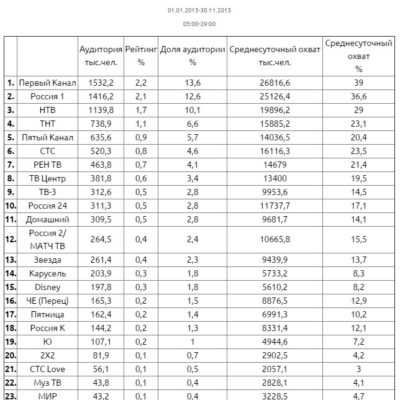 01.01.2015-30.11.2015
05:00-29:00
Аудитория тыс.чел. Рейтинг % Доля аудитории % Среднесуточный охват тыс.чел. Среднесуточный охват %
1. Первый Канал 1532,2 2,2 13,6 26816,6 39
2. Россия 1 1416,2 2,1 12,6 25126,4 36,6
3. НТВ 1139,8 1,7 10,1 19896,2 29
4. ТНТ 738,9 1,1 6,6 15885,2 23,1
5. Пятый Канал 635,6 0,9 5,7 14036,5 20,4
6. СТС 520,3 0,8 4,6 16116,3 23,5
7. РЕН ТВ 463,8 0,7 4,1 14679 21,4
8. ТВ Центр 381,8 0,6 3,4 13400 19,5
9. ТВ-3 312,6 0,5 2,8 9953,6 14,5
10. Россия 24 311,3 0,5 2,8 11737,7 17,1
11. Домашний 309,5 0,5 2,8 9681,7 14,1
12. Россия 2/ МАТЧ ТВ 264,5 0,4 2,4 10665,8 15,5
13. Звезда 261,4 0,4 2,3 9439,9 13,7
14. Карусель 203,9 0,3 1,8 5733,2 8,3
15. Disney 197,8 0,3 1,8 5610,2 8,2
16. ЧЕ (Перец) 165,3 0,2 1,5 8876,5 12,9
17. Пятница 162,4 0,2 1,4 6991,3 10,2
18. Россия К 144,2 0,2 1,3 8331,4 12,1
19. Ю 107,1 0,2 1 4944,6 7,2
20. 2Х2 81,9 0,1 0,7 2902,5 4,2
21. СТС Love 56,1 0,1 0,5 2057,1 3
22. Муз ТВ 43,8 0,1 0,4 2828,1 4,1
23. МИР 43,2 0,1 0,4 3228,5 4,7